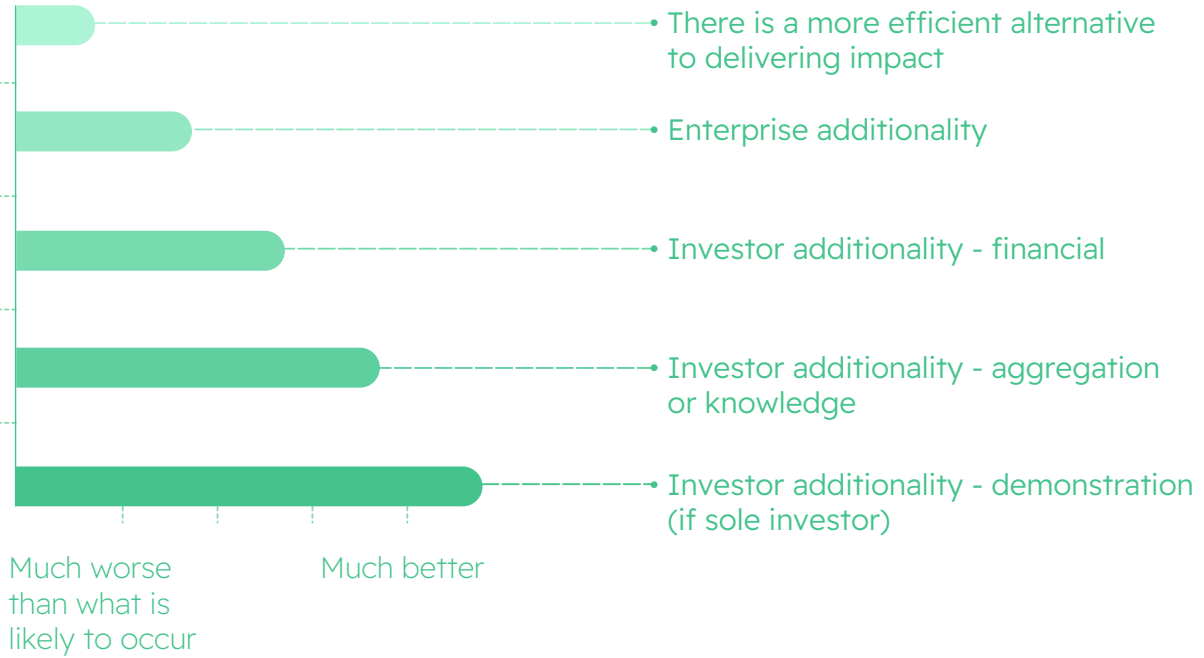 There is a more efficient alternative
to delivering impact
Enterprise additionality
Investor additionality - financial
Investor additionality - aggregation
or knowledge
Investor additionality - demonstration
(if sole investor)
Much worse
than what is
likely to occur
Much better